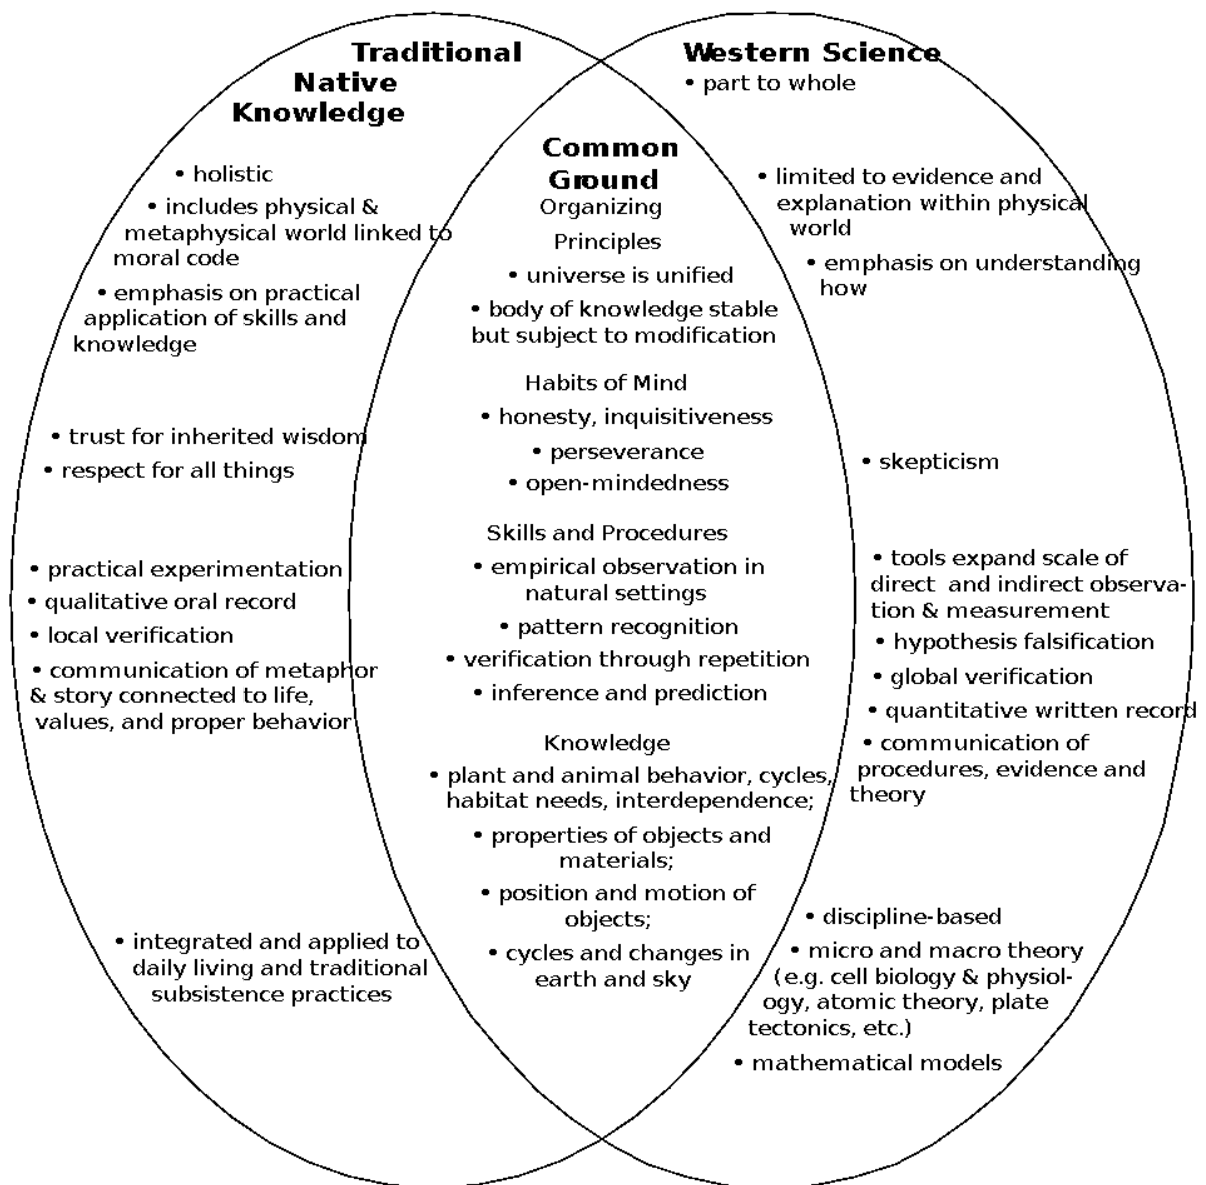 Traditional
Native
Knowledge
• holistic
• includes physical &
metaphysical world linked to
moral code
• emphasis on practical
application of skills and
knowledge
• trust for inherited wisdom
• respect for all things
• practical experimentation
• qualitative oral record
• local verification
• communication of metaphor
& story connected to life,
values, and proper behavior
• integrated and applied to
daily living and traditional
subsistence practices
Common
Ground
Organizing
Principles
• universe is unified
• body of knowledge stable
but subject to modification
Habits of Mind
• honesty, inquisitiveness
• perseverance
• open-mindedness
Skills and Procedures
• empirical observation in
natural settings
• pattern recognition
• verification through repetition
• inference and prediction
Knowledge
• plant and animal behavior, cycles,
habitat needs, interdependence;
• properties of objects and
materials;
• position and motion of
objects;
• cycles and changes in
earth and sky
Western Science
• part to whole
• limited to evidence and
explanation within physical
world
• emphasis on understanding
how
• skepticism
• tools expand scale of
direct and indirect observa-
tion & measurement
• hypothesis falsification
• global verification
• quantitative written record
• communication of
procedures, evidence and
theory
• discipline-based
• micro and macro theory
(e.g. cell biology & physiol-
ogy, atomic theory, plate
tectonics, etc.)
• mathematical models